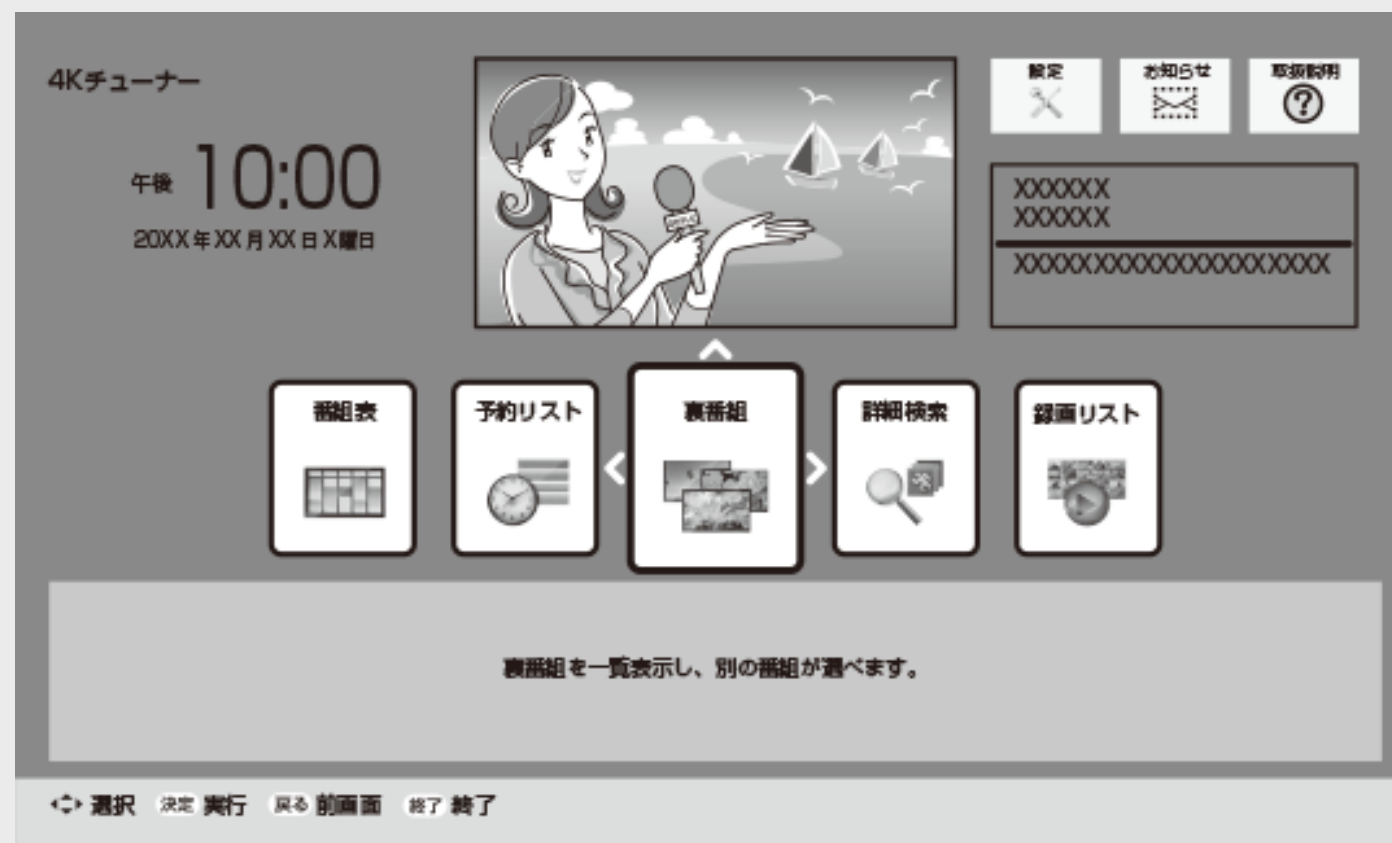 4Kチューナー
午後 10:00
20XX年XX月XX日X曜日
設定
お知らせ
取扱説明
XXXXXX
XXXXXX
XXXXXXXXXXXXXXXXXXXX
番組表
予約リスト
裏番組
詳細検索
録画リスト
裏番組を一覧表示し、別の番組が選べます。
選択 決定 実行 戻る 前画面 終了 終了